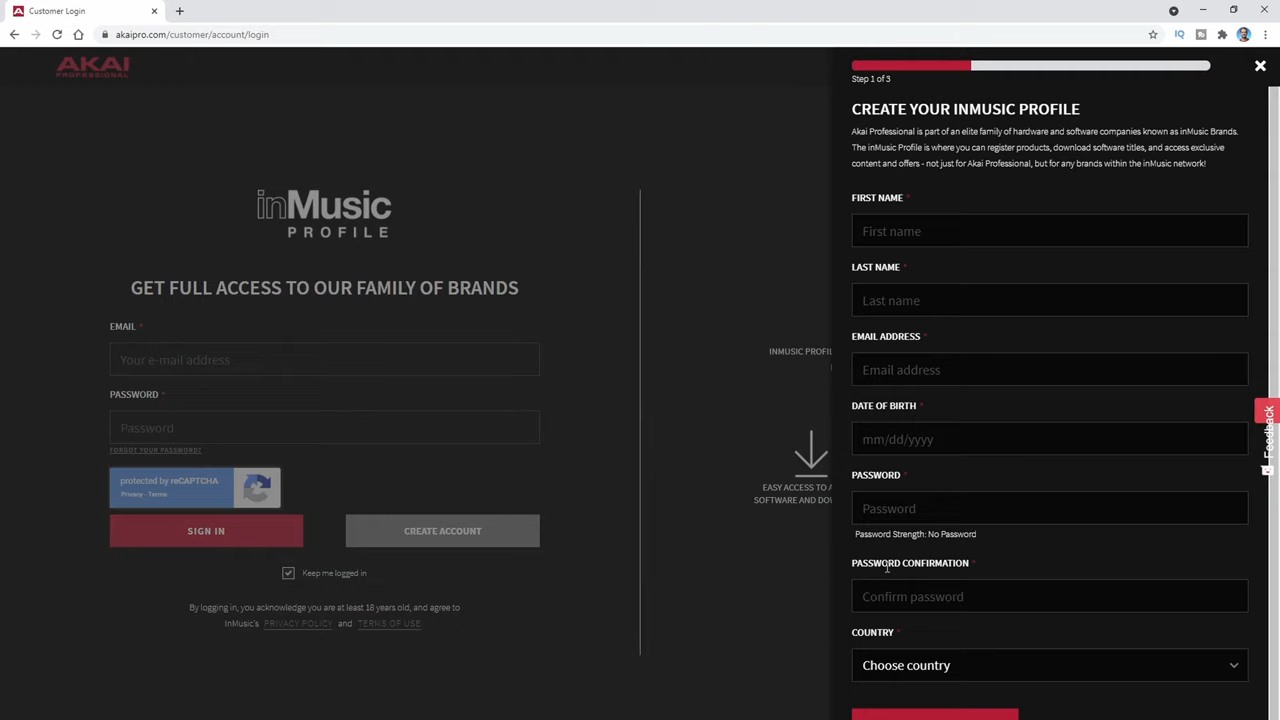 Customer Login
akaipro.com/customer/account/login
AKAI
PROFESSIONAL
inMusic
PROFILE
GET FULL ACCESS TO OUR FAMILY OF BRANDS
EMAIL *
Your e-mail address
PASSWORD *
Password
FORGOT YOUR PASSWORD?
protected by reCAPTCHA
Privacy - Terms
SIGN IN
CREATE ACCOUNT
Keep me logged in
By logging in, you acknowledge you are at least 18 years old, and agree to
InMusic's PRIVACY POLICY and TERMS OF USE
INMUSIC PROFIL
EASY ACCESS TO A
SOFTWARE AND DOW
Step 1 of 3
CREATE YOUR INMUSIC PROFILE
Akai Professional is part of an elite family of hardware and software companies known as inMusic Brands.
The inMusic Profile is where you can register products, download software titles, and access exclusive
content and offers - not just for Akai Professional, but for any brands within the inMusic network!
FIRST NAME *
First name
LAST NAME *
Last name
EMAIL ADDRESS *
Email address
DATE OF BIRTH *
mm/dd/yyyy
PASSWORD *
Password
Password Strength: No Password
PASSWORD CONFIRMATION *
Confirm password
COUNTRY *
Choose country
Feedback
IQ